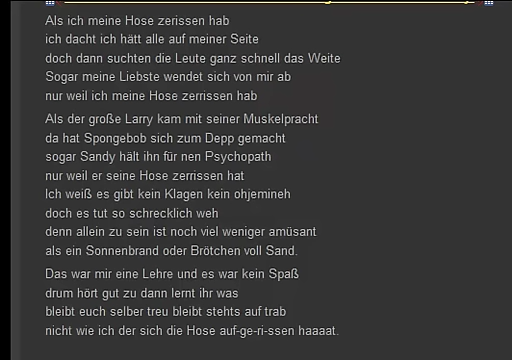 Als ich meine Hose zerissen hab
ich dacht ich hätt alle auf meiner Seite
doch dann suchten die Leute ganz schnell das Weite
Sogar meine Liebste wendet sich von mir ab
nur weil ich meine Hose zerrissen hab
Als der große Larry kam mit seiner Muskelpracht
da hat Spongebob sich zum Depp gemacht
sogar Sandy hält ihn für nen Psychopath
nur weil er seine Hose zerrissen hat
Ich weiß es gibt kein Klagen kein ohjemineh
doch es tut so schrecklich weh
denn allein zu sein ist noch viel weniger amüsant
als ein Sonnenbrand oder Brötchen voll Sand.
Das war mir eine Lehre und es war kein Spaß
drum hört gut zu dann lernt ihr was
bleibt euch selber treu bleibt stehts auf trab
nicht wie ich der sich die Hose auf-ge-ri-ssen haaaat.